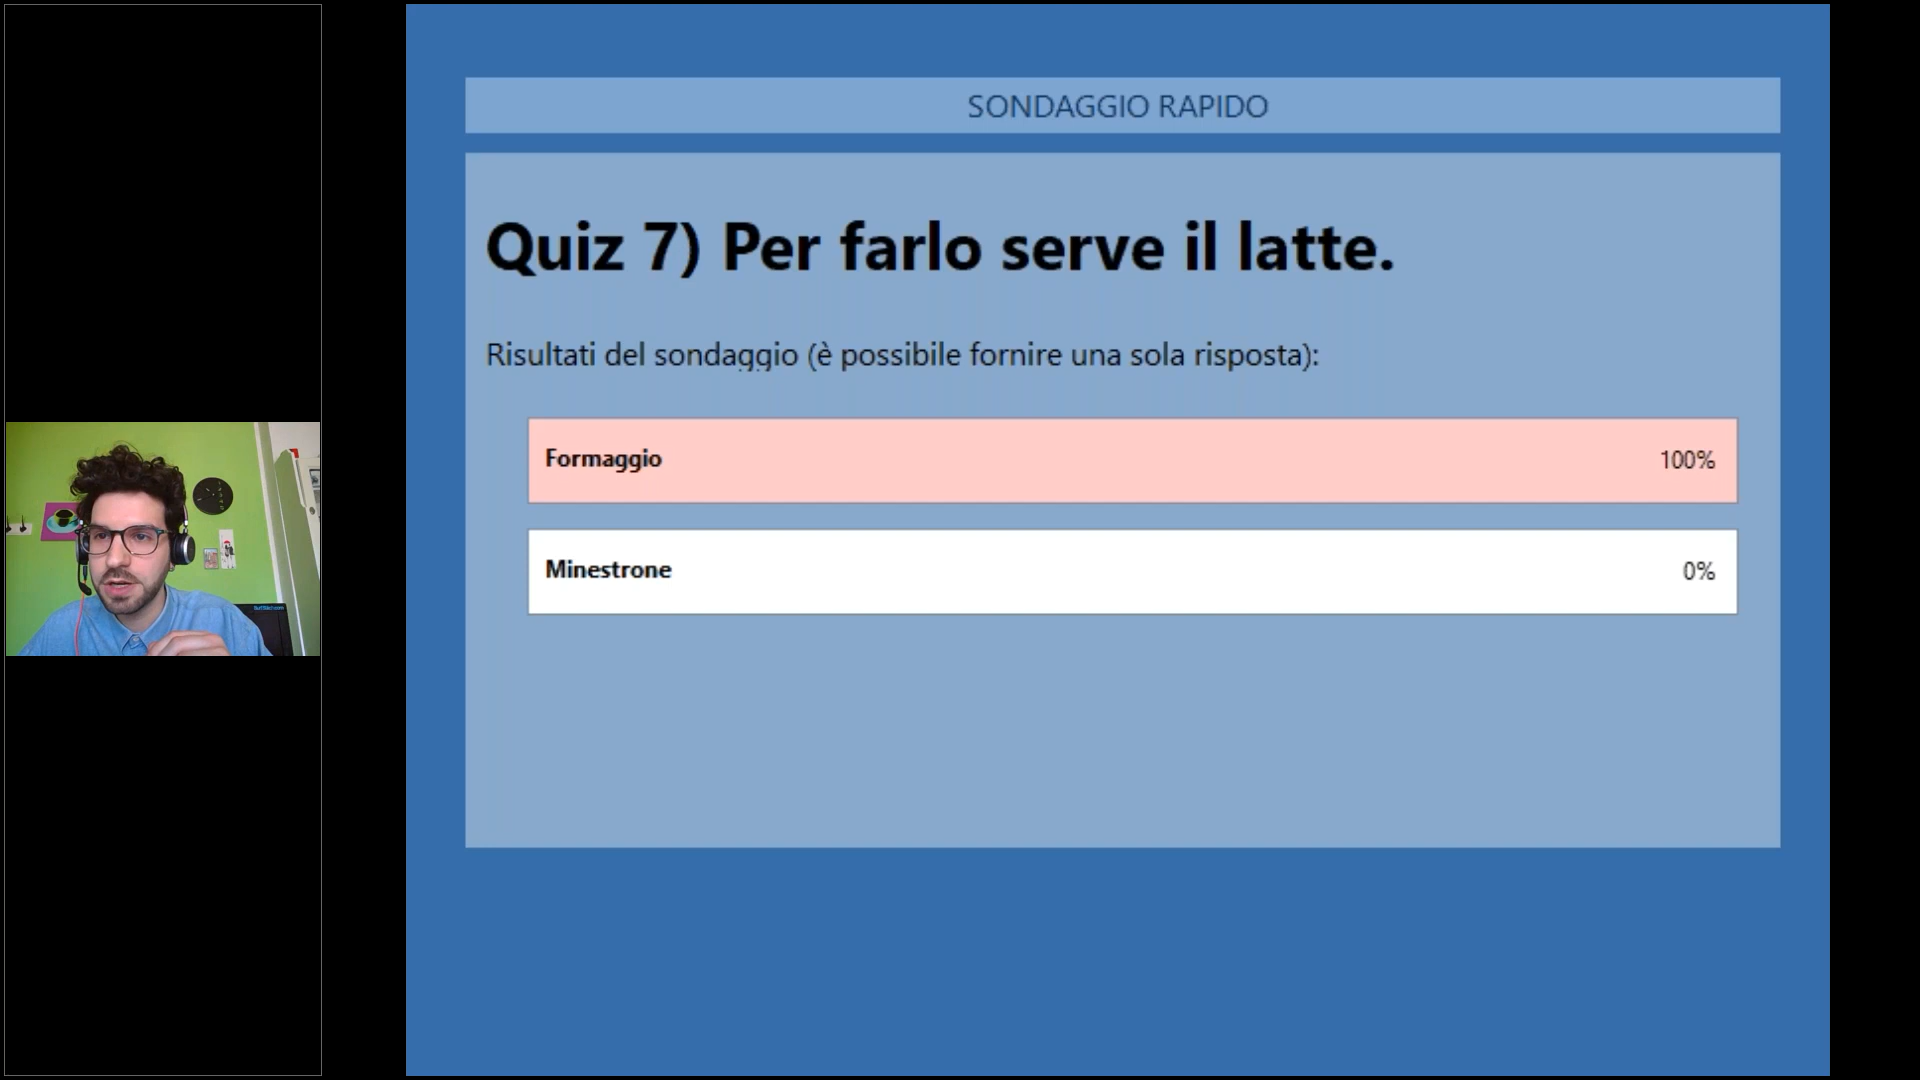 SONDAGGIO RAPIDO
Quiz 7) Per farlo serve il latte.
Risultati del sondaggio (è possibile fornire una sola risposta):
Formaggio 100%
Minestrone 0%